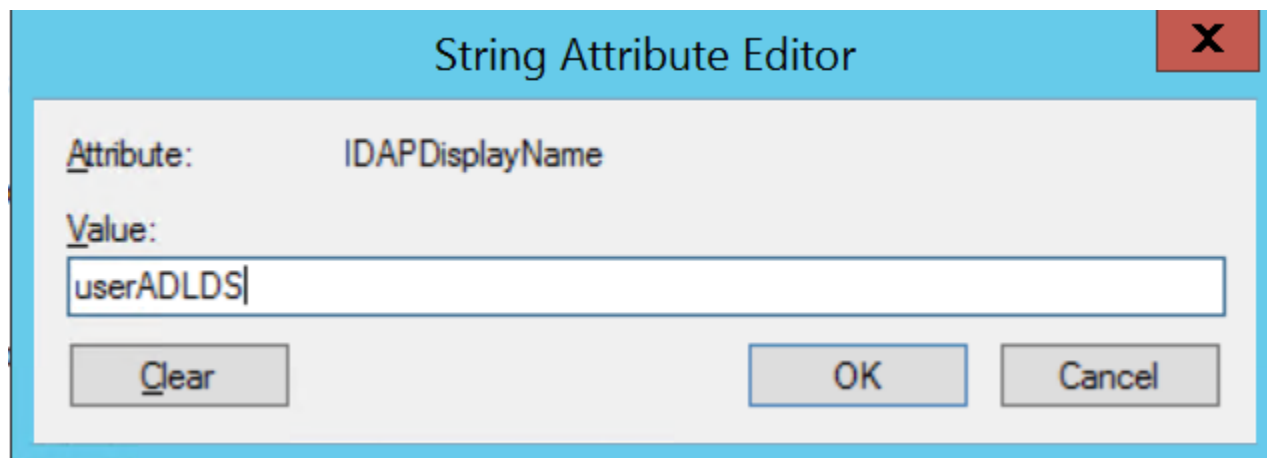 String Attribute Editor
X
Attribute: lDAPDisplayName
Value:
userADLDS
Clear OK Cancel